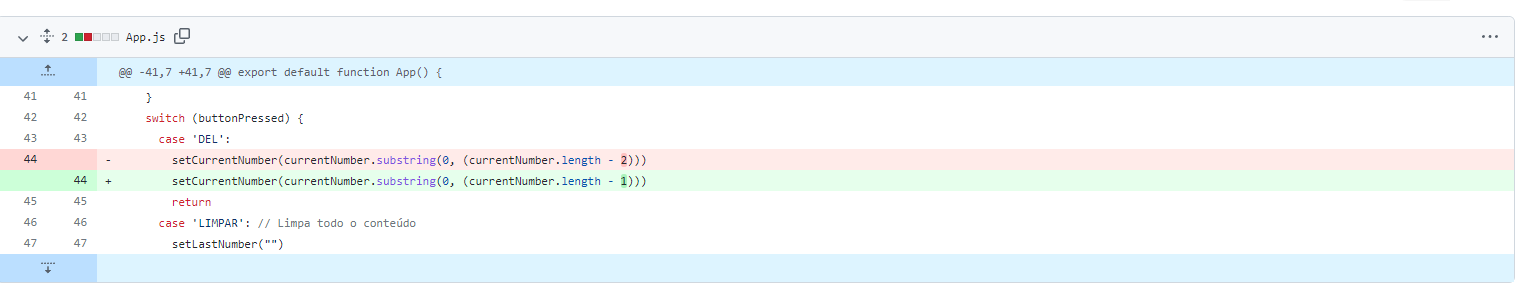 2 App.js
@@ -41,7 +41,7 @@ export default function App() {
41 41 }
42 42 switch (buttonPressed) {
43 43 case 'DEL':
44 - setCurrentNumber(currentNumber.substring(0, (currentNumber.length - 2)))
44 + setCurrentNumber(currentNumber.substring(0, (currentNumber.length - 1)))
45 45 return
46 46 case 'LIMPAR': // Limpa todo o conteúdo
47 47 setLastNumber("")